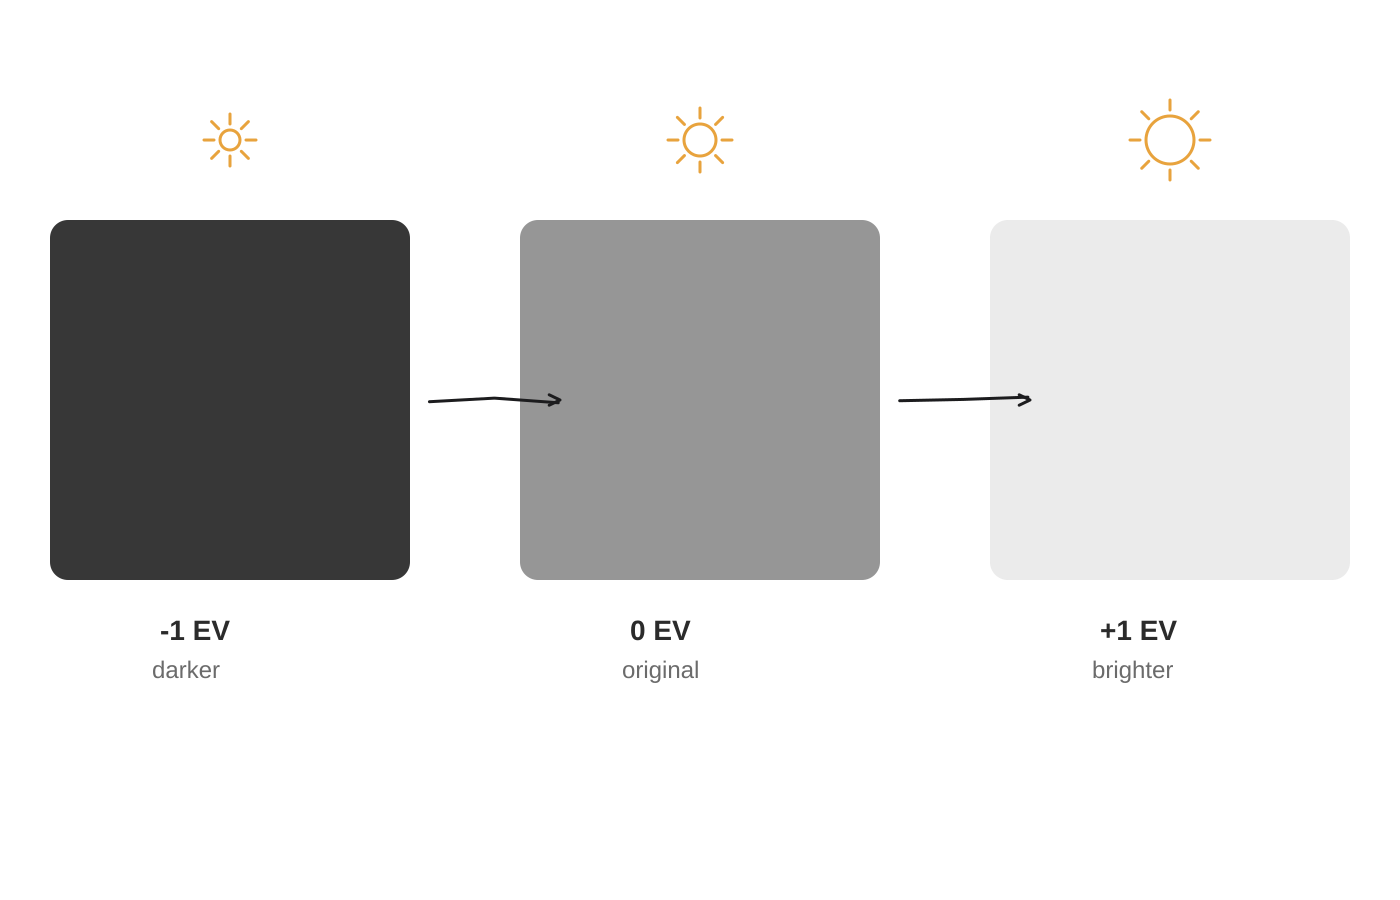 -1 EV
darker
0 EV
original
+1 EV
brighter